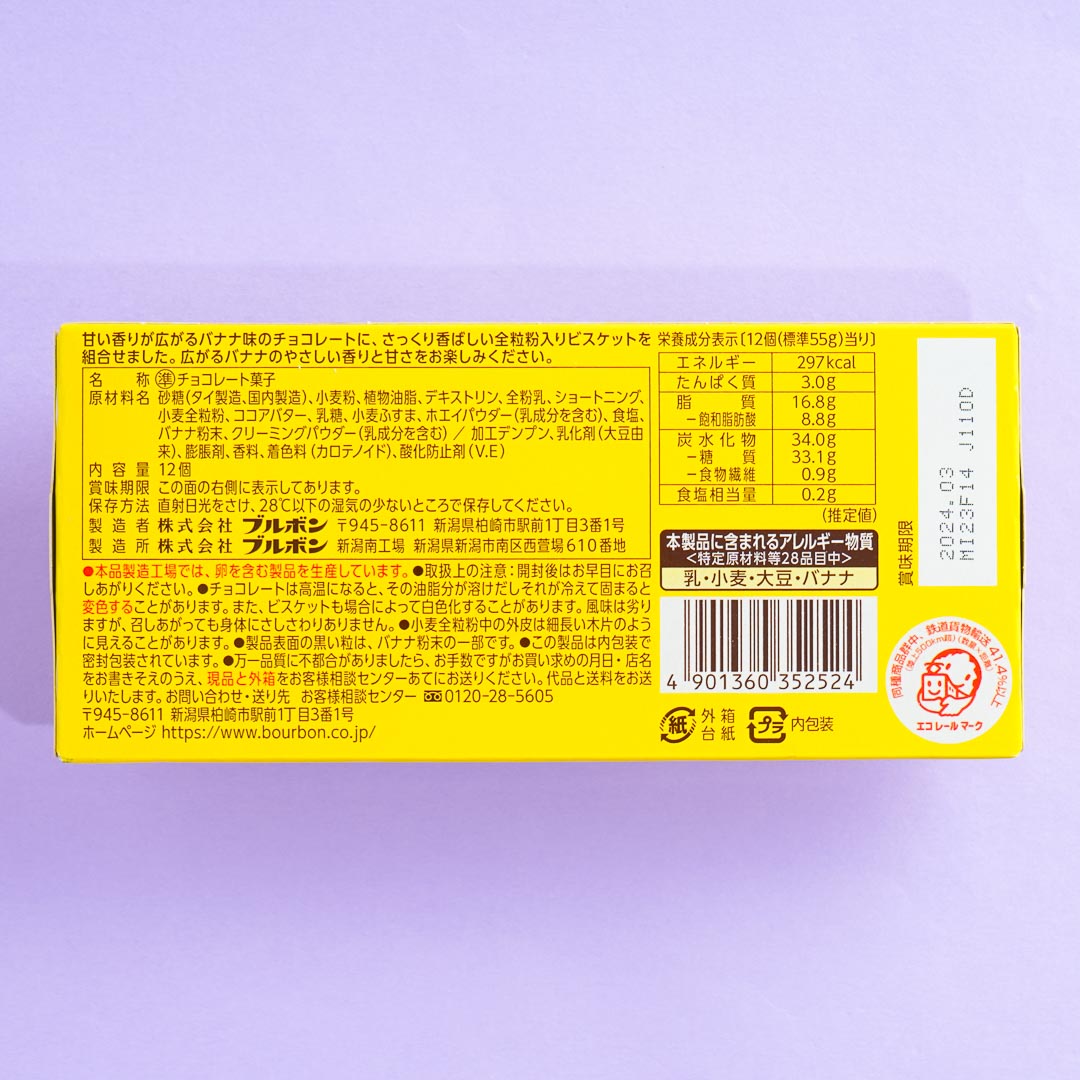 甘い香りが広がるバナナ味のチョコレートに、さっくり香ばしい全粒粉入りビスケットを
組合せました。広がるバナナのやさしい香りと甘さをお楽しみください。
名 称 準チョコレート菓子
原材料名 砂糖(タイ製造、国内製造)、小麦粉、植物油脂、デキストリン、全粉乳、ショートニング、
小麦全粒粉、ココアバター、乳糖、小麦ふすま、ホエイパウダー(乳成分を含む)、食塩、
バナナ粉末、クリーミングパウダー(乳成分を含む) / 加工デンプン、乳化剤(大豆由
来)、膨脹剤、香料、着色料(カロテノイド)、酸化防止剤(V.E)
内容量 12個
賞味期限 この面の右側に表示してあります。
保存方法 直射日光をさけ、28℃以下の湿気の少ないところで保存してください。
製造者 株式会社 ブルボン 〒945-8611 新潟県柏崎市駅前1丁目3番1号
製造所 株式会社 ブルボン 新潟南工場 新潟県新潟市南区西萱場610番地
●本品製造工場では、卵を含む製品を生産しています。●取扱上の注意:開封後はお早目にお召
しあがりください。●チョコレートは高温になると、その油脂分が溶けだしそれが冷えて固まると
変色することがあります。また、ビスケットも場合によって白色化することがあります。風味は劣り
ますが、召しあがっても身体にさしさわりありません。●小麦全粒粉中の外皮は細長い木片のよう
に見えることがあります。●製品表面の黒い粒は、バナナ粉末の一部です。●この製品は内包装で
密封包装されています。●万一品質に不都合がありましたら、お手数ですがお買い求めの月日・店名
をお書きそえのうえ、現品と外箱をお客様相談センターあてにお送りください。代品と送料をお送
りいたします。お問い合わせ・送り先 お客様相談センター 0120-28-5605
〒945-8611 新潟県柏崎市駅前1丁目3番1号
ホームページ https://www.bourbon.co.jp/
栄養成分表示〔12個(標準55g)当り〕
エネルギー 297kcal
たんぱく質 3.0g
脂 質 16.8g
－飽和脂肪酸 8.8g
炭水化物 34.0g
－糖 質 33.1g
－食物繊維 0.9g
食塩相当量 0.2g
(推定値)
本製品に含まれるアレルギー物質
<特定原材料等28品目中>
乳・小麦・大豆・バナナ
4 901360 352524
紙 外箱
台紙
プラ 内包装
賞味期限
2024.03 J110D
MI23F14
同種商品群中、鉄道貨物輸送41.4%以上
(陸上500km超)(数量・距離)
エコレールマーク